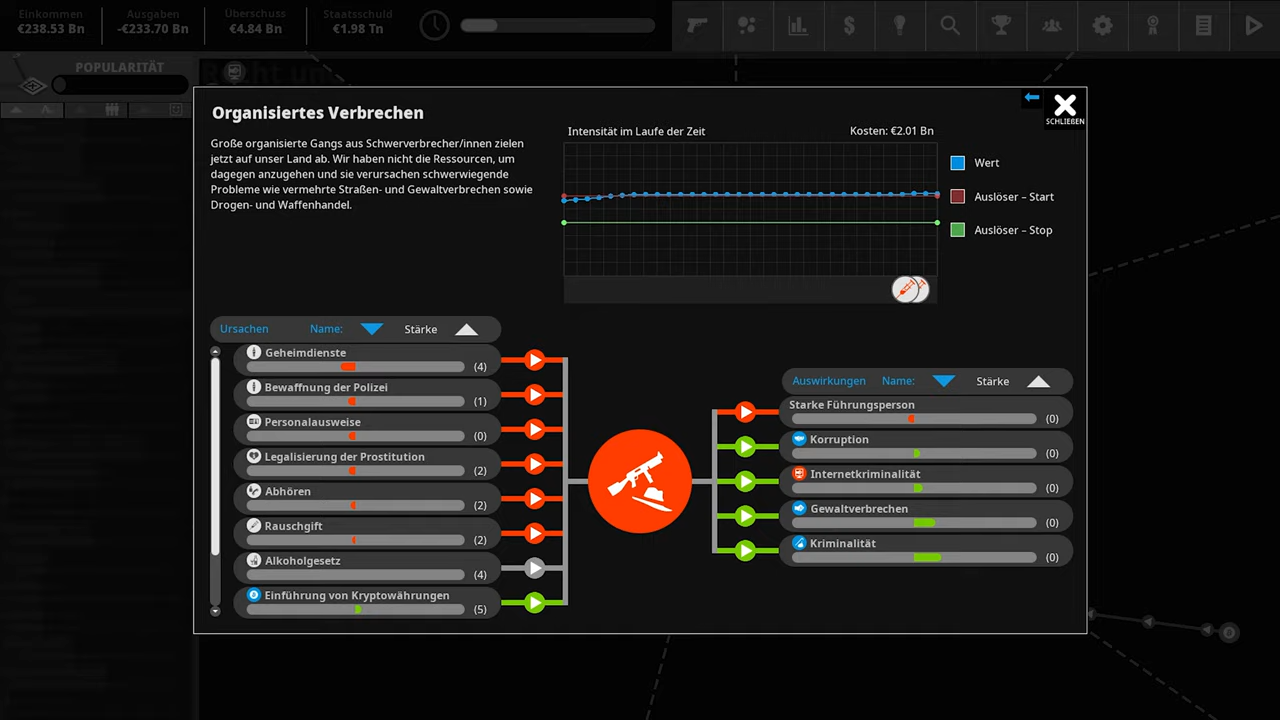 Einkommen
€238.53 Bn
Ausgaben
-€233.70 Bn
Überschuss
€4.84 Bn
Staatsschuld
€1.98 Tn
POPULARITÄT
Recht un
Organisiertes Verbrechen
SCHLIEẞEN
Große organisierte Gangs aus Schwerverbrecher/innen zielen
jetzt auf unser Land ab. Wir haben nicht die Ressourcen, um
dagegen anzugehen und sie verursachen schwerwiegende
Probleme wie vermehrte Straßen- und Gewaltverbrechen sowie
Drogen- und Waffenhandel.
Intensität im Laufe der Zeit
Kosten: €2.01 Bn
Wert
Auslöser – Start
Auslöser – Stop
Ursachen Name: Stärke
Geheimdienste
(4)
Bewaffnung der Polizei
(1)
Personalausweise
(0)
Legalisierung der Prostitution
(2)
Abhören
(2)
Rauschgift
(2)
Alkoholgesetz
(4)
Einführung von Kryptowährungen
(5)
Auswirkungen Name: Stärke
Starke Führungsperson
(0)
Korruption
(0)
Internetkriminalität
(0)
Gewaltverbrechen
(0)
Kriminalität
(0)